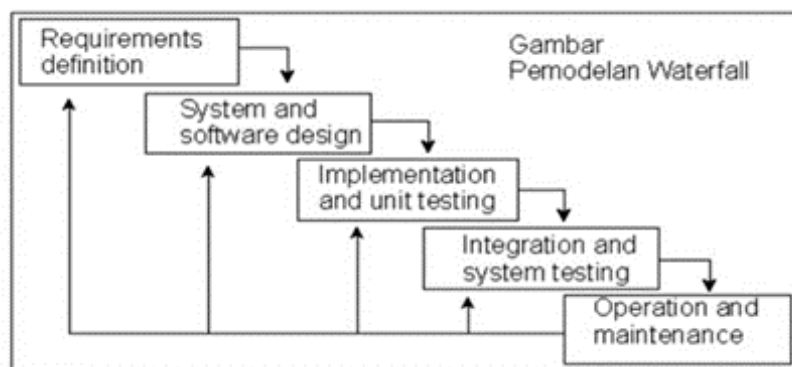 Requirements
definition
Gambar
Pemodelan Waterfall
System and
software design
Implementation
and unit testing
Integration and
system testing
Operation and
maintenance